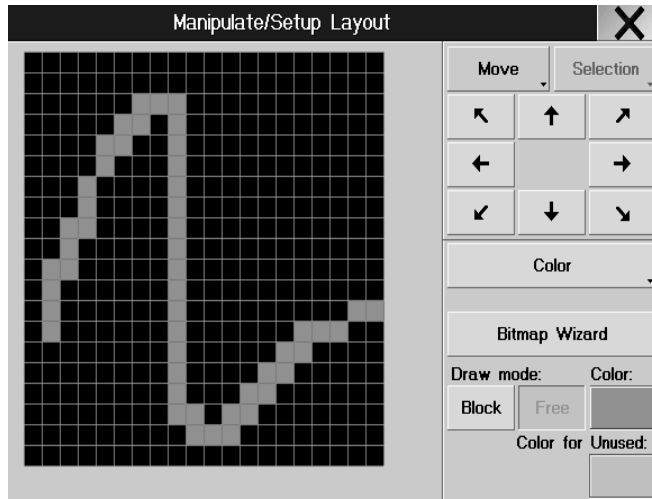 Manipulate/Setup Layout
Move
Selection
Color
Bitmap Wizard
Draw mode:
Color:
Block
Free
Color for Unused: